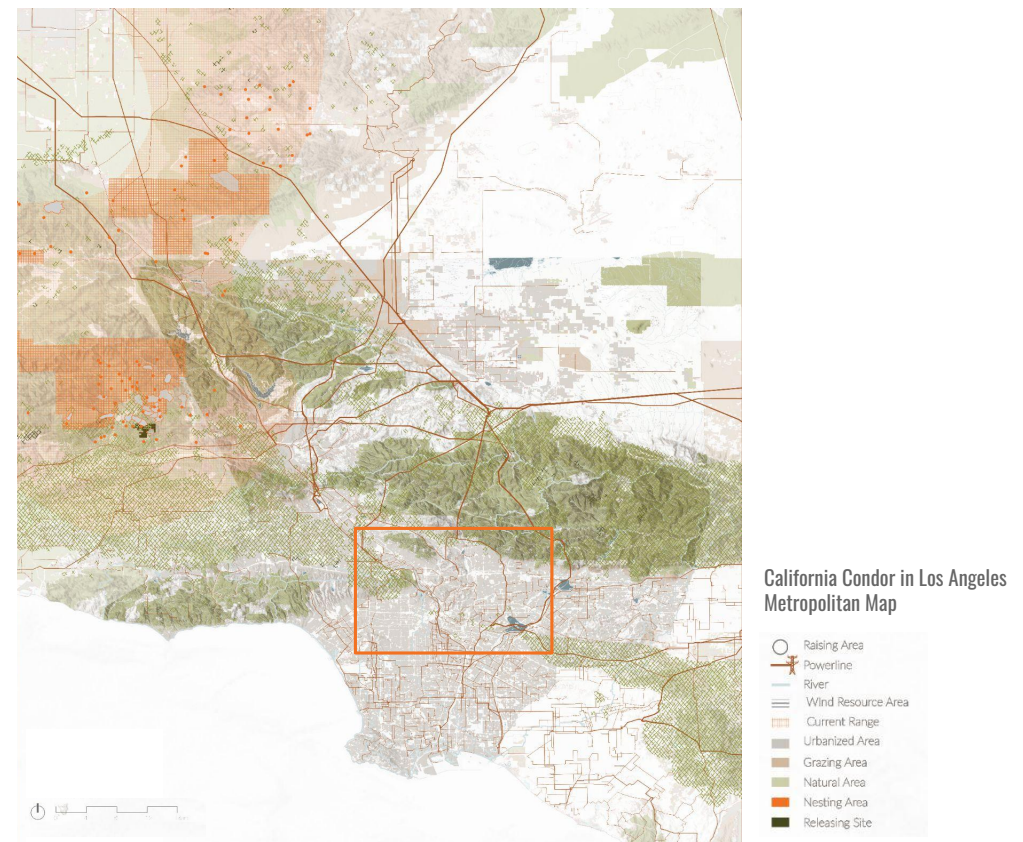 California Condor in Los Angeles
Metropolitan Map
Raising Area
Powerline
River
Wind Resource Area
Current Range
Urbanized Area
Grazing Area
Natural Area
Nesting Area
Releasing Site